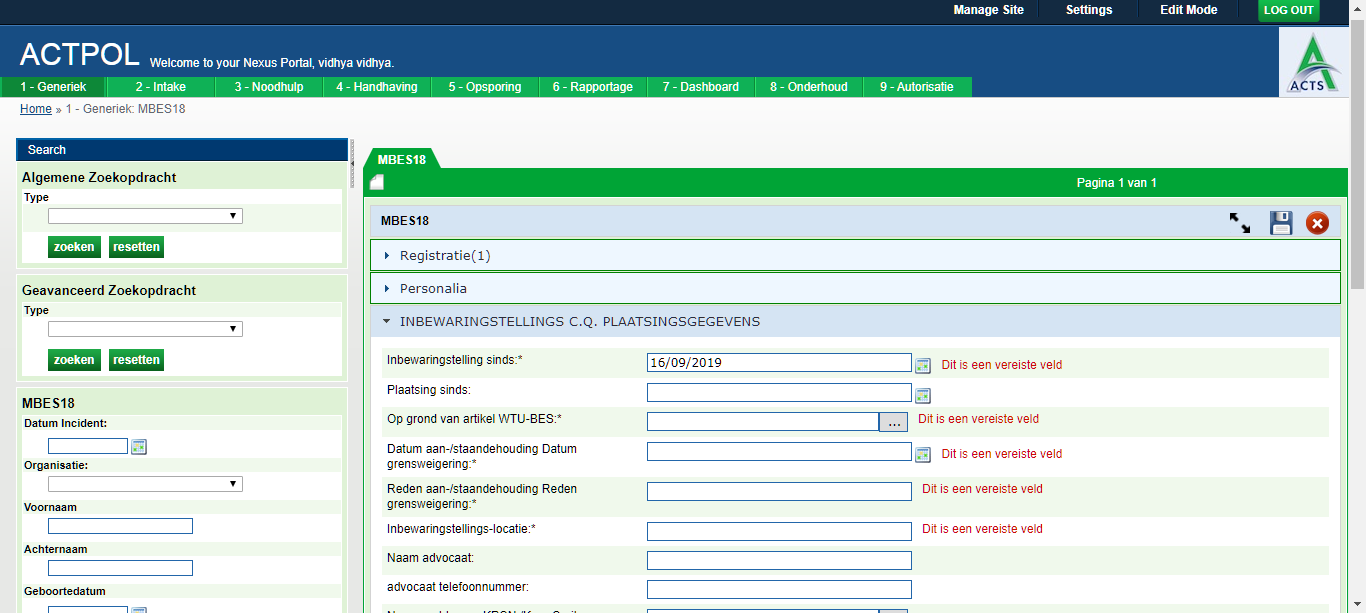 Manage Site Settings Edit Mode LOG OUT
ACTPOL Welcome to your Nexus Portal, vidhya vidhya.
ACTS
1 - Generiek 2 - Intake 3 - Noodhulp 4 - Handhaving 5 - Opsporing 6 - Rapportage 7 - Dashboard 8 - Onderhoud 9 - Autorisatie
Home » 1 - Generiek: MBES18
Search
Algemene Zoekopdracht
Type
zoeken resetten
Geavanceerd Zoekopdracht
Type
zoeken resetten
MBES18
Datum Incident:
Organisatie:
Voornaam
Achternaam
Geboortedatum
MBES18
Pagina 1 van 1
MBES18
Registratie(1)
Personalia
INBEWARINGSTELLINGS C.Q. PLAATSINGSGEGEVENS
Inbewaringstelling sinds:* 16/09/2019 Dit is een vereiste veld
Plaatsing sinds:
Op grond van artikel WTU-BES:* ... Dit is een vereiste veld
Datum aan-/staandehouding Datum
grensweigering:* Dit is een vereiste veld
Reden aan-/staandehouding Reden
grensweigering:* Dit is een vereiste veld
Inbewaringstellings-locatie:* Dit is een vereiste veld
Naam advocaat:
advocaat telefoonnummer: